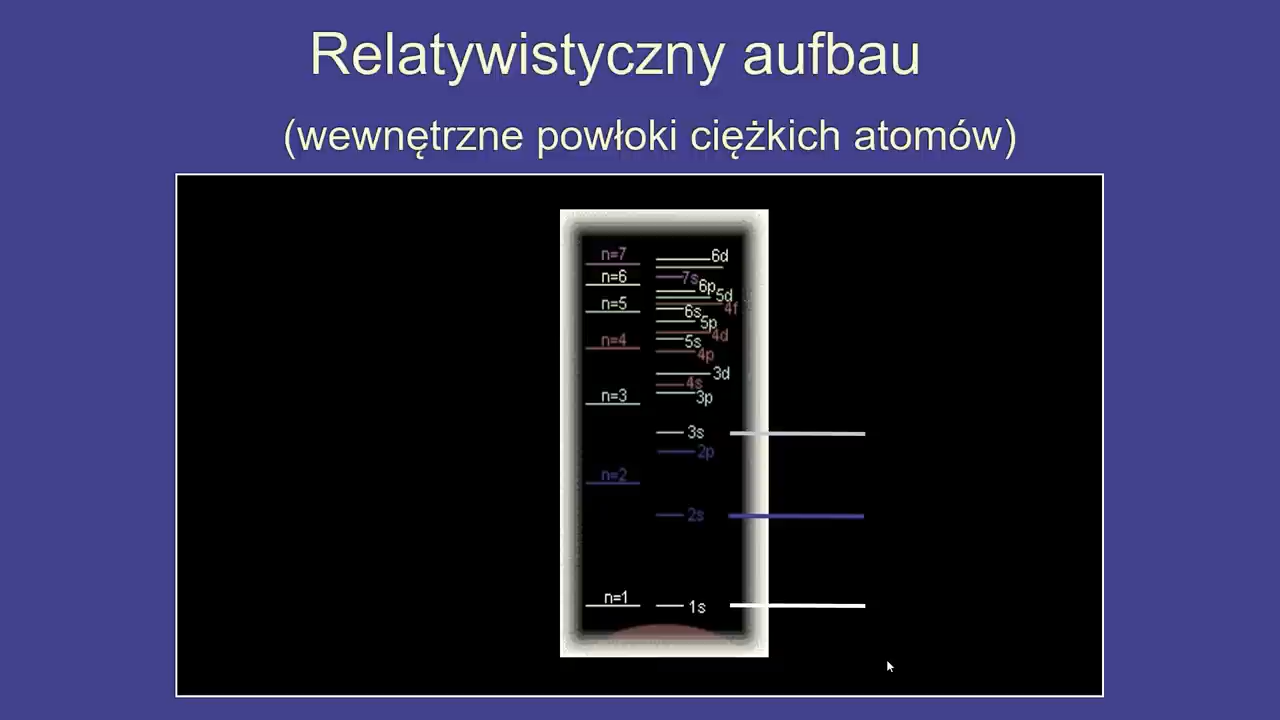 Relatywistyczny aufbau
(wewnętrzne powłoki ciężkich atomów)
n=7 6d
7s
n=6 6p
5d
n=5 6s 4f
5p
4d
n=4 5s
4p
3d
4s
n=3 3p
3s
2p
n=2
2s
n=1 1s